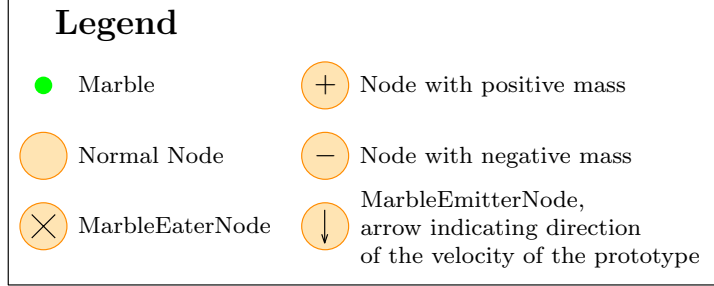 Legend
Marble
Node with positive mass
Normal Node
Node with negative mass
MarbleEaterNode
MarbleEmitterNode,
arrow indicating direction
of the velocity of the prototype